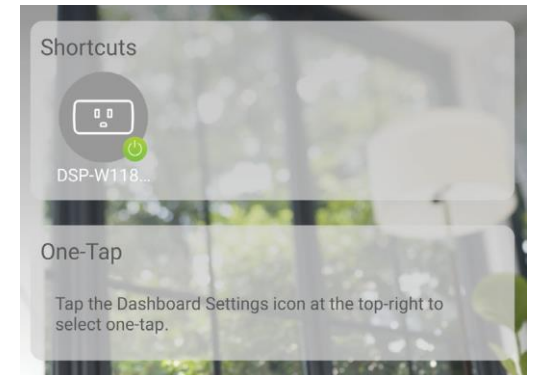 Shortcuts
DSP-W118...
One-Tap
Tap the Dashboard Settings icon at the top-right to
select one-tap.